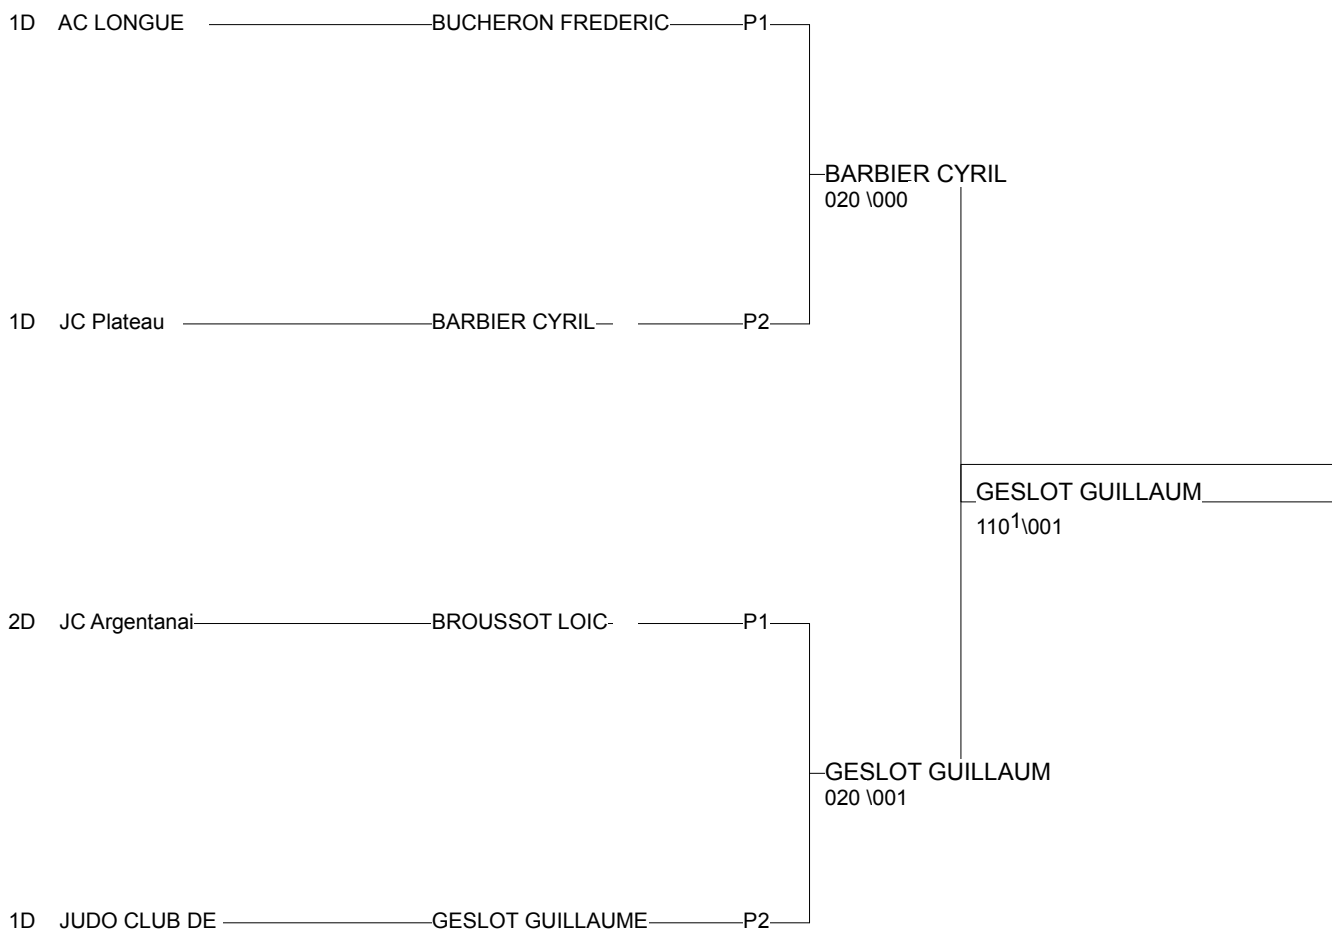 1D AC LONGUE BUCHERON FREDERIC P1
BARBIER CYRIL
020 \000
1D JC Plateau BARBIER CYRIL P2
GESLOT GUILLAUM
110¹\001
2D JC Argentanai BROUSSOT LOIC P1
GESLOT GUILLAUM
020 \001
1D JUDO CLUB DE GESLOT GUILLAUME P2